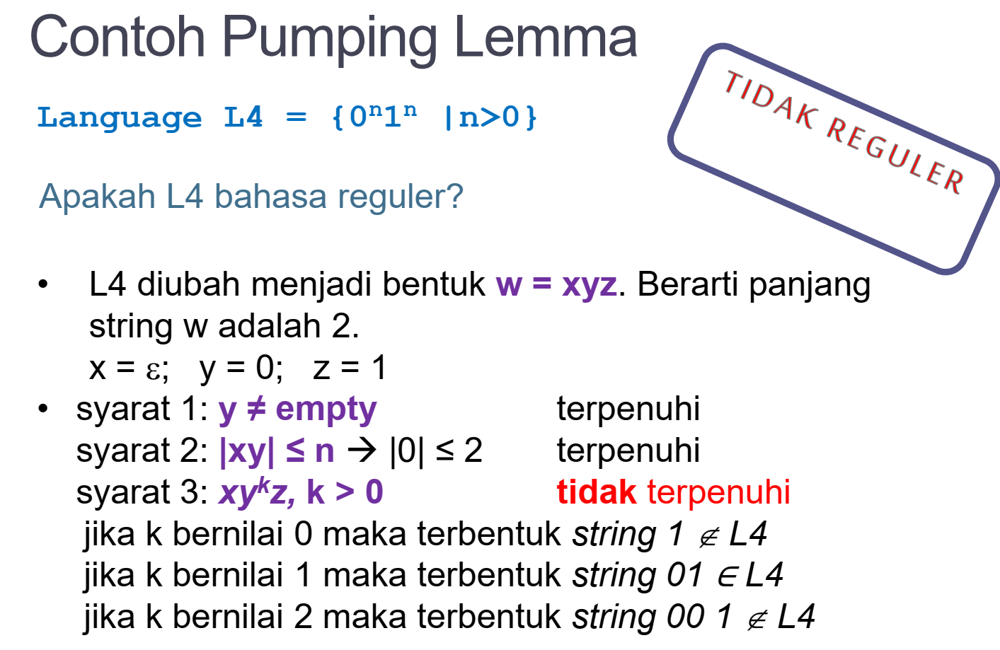 Contoh Pumping Lemma
TIDAK REGULER
Language L4 = {0ⁿ1ⁿ |n>0}
Apakah L4 bahasa reguler?
• L4 diubah menjadi bentuk w = xyz. Berarti panjang
string w adalah 2.
x = ε; y = 0; z = 1
• syarat 1: y ≠ empty terpenuhi
syarat 2: |xy| ≤ n → |0| ≤ 2 terpenuhi
syarat 3: xyᵏz, k > 0 tidak terpenuhi
jika k bernilai 0 maka terbentuk string 1 ∉ L4
jika k bernilai 1 maka terbentuk string 01 ∈ L4
jika k bernilai 2 maka terbentuk string 00 1 ∉ L4